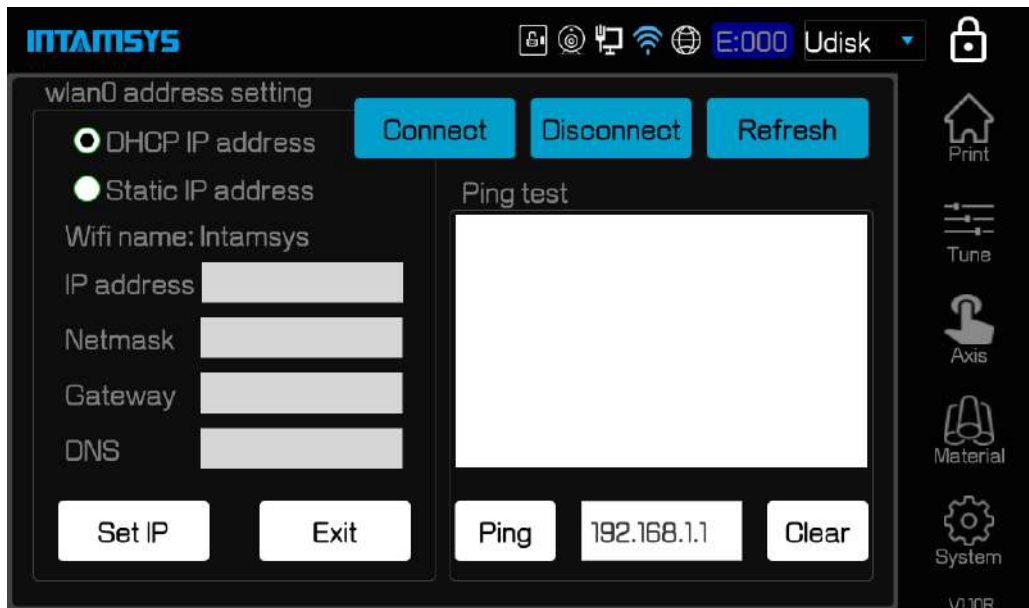 INTAMSYS
E:000 Udisk
wlan0 address setting
Connect Disconnect Refresh
DHCP IP address
Static IP address
Wifi name: Intamsys
IP address
Netmask
Gateway
DNS
Set IP Exit
Ping test
Ping 192.168.1.1 Clear
Print
Tune
Axis
Material
System